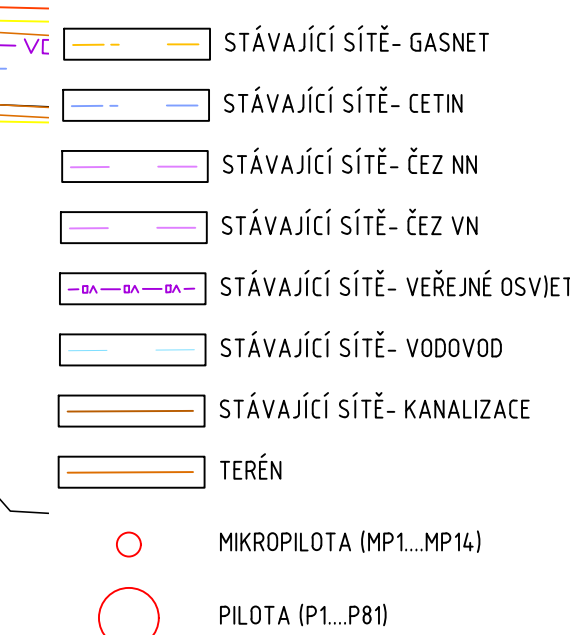 STÁVAJÍCÍ SÍTĚ- GASNET
STÁVAJÍCÍ SÍTĚ- CETIN
STÁVAJÍCÍ SÍTĚ- ČEZ NN
STÁVAJÍCÍ SÍTĚ- ČEZ VN
STÁVAJÍCÍ SÍTĚ- VEŘEJNÉ OSV)ET
STÁVAJÍCÍ SÍTĚ- VODOVOD
STÁVAJÍCÍ SÍTĚ- KANALIZACE
TERÉN
MIKROPILOTA (MP1....MP14)
PILOTA (P1....P81)